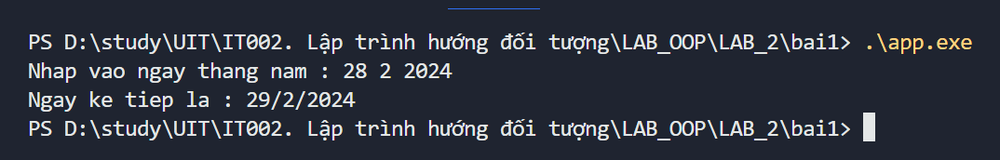 PS D:\study\UIT\IT002. Lập trình hướng đối tượng\LAB_OOP\LAB_2\bai1> .\app.exe
Nhap vao ngay thang nam : 28 2 2024
Ngay ke tiep la : 29/2/2024
PS D:\study\UIT\IT002. Lập trình hướng đối tượng\LAB_OOP\LAB_2\bai1>